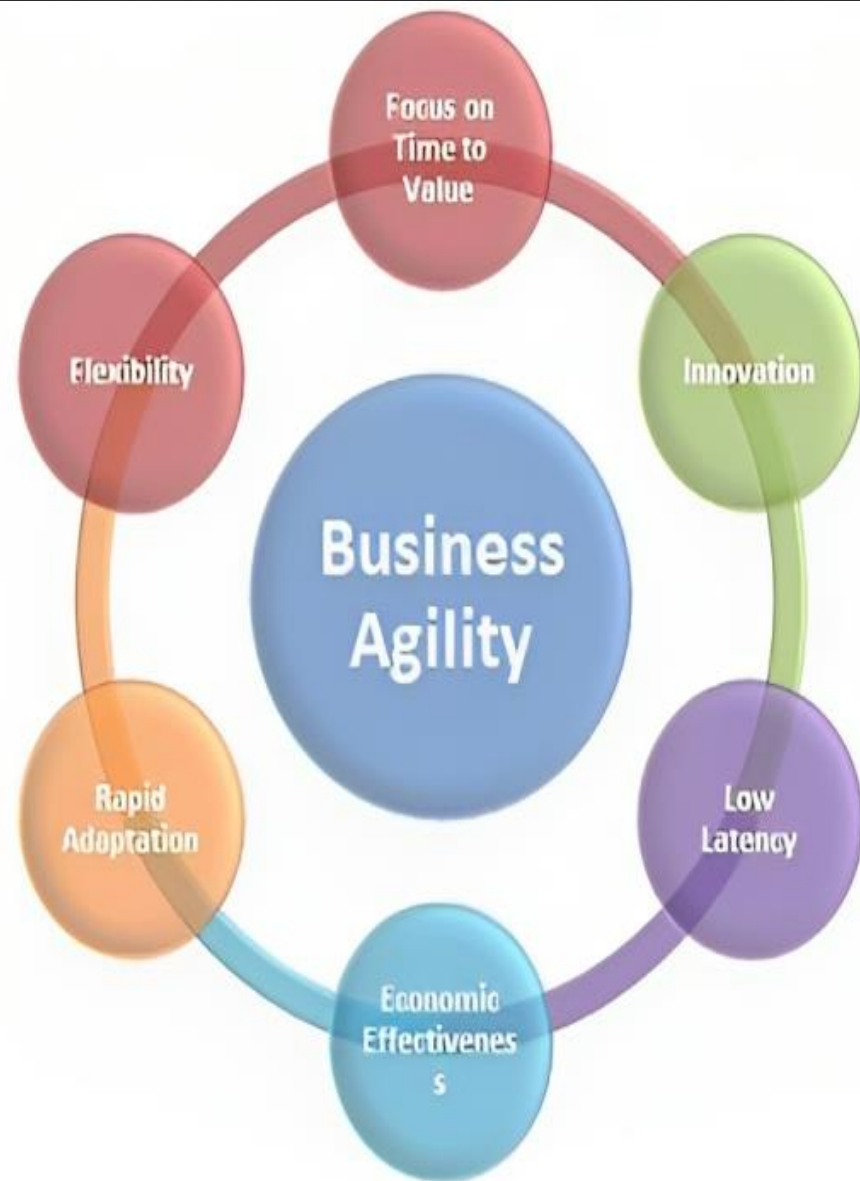 Focus on
Time to
Value
Flexibility
Innovation
Business
Agility
Rapid
Adaptation
Low
Latency
Economic
Effectivenes
s